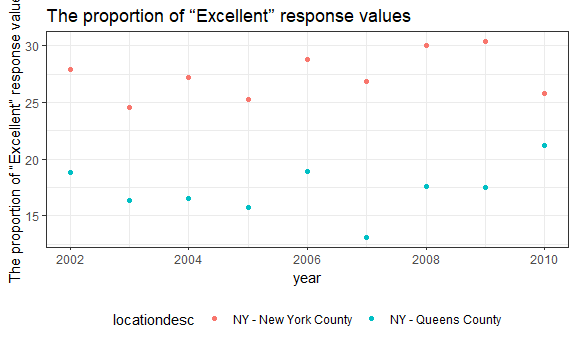 The proportion of “Excellent” response values
The proportion of “Excellent” response value
30
25
20
15
2002
2004
2006
2008
2010
year
locationdesc
NY - New York County
NY - Queens County